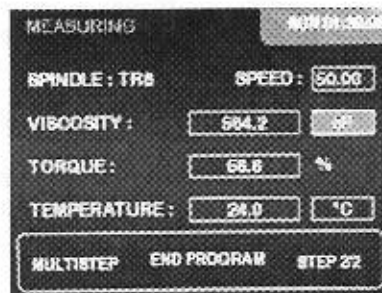 MEASURING
SPINDLE : TR8 SPEED : 50.00
VISCOSITY : 564.2 cP
TORQUE : 56.6 %
TEMPERATURE : 24.0 °C
MULTISTEP END PROGRAM STEP 2/2